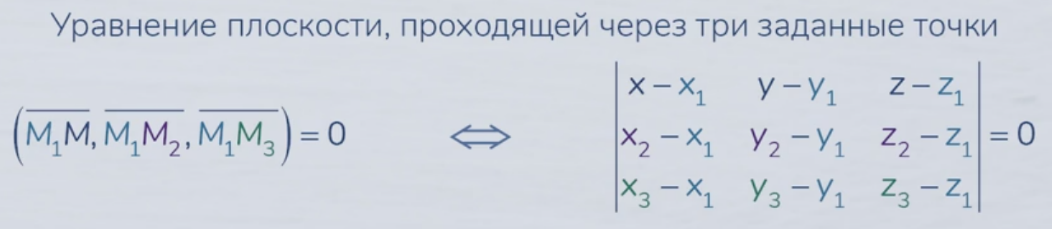 Уравнение плоскости, проходящей через три заданные точки
(M₁M, M₁M₂, M₁M₃) = 0 ⇔
x − x₁ y − y₁ z − z₁
x₂ − x₁ y₂ − y₁ z₂ − z₁ = 0
x₃ − x₁ y₃ − y₁ z₃ − z₁